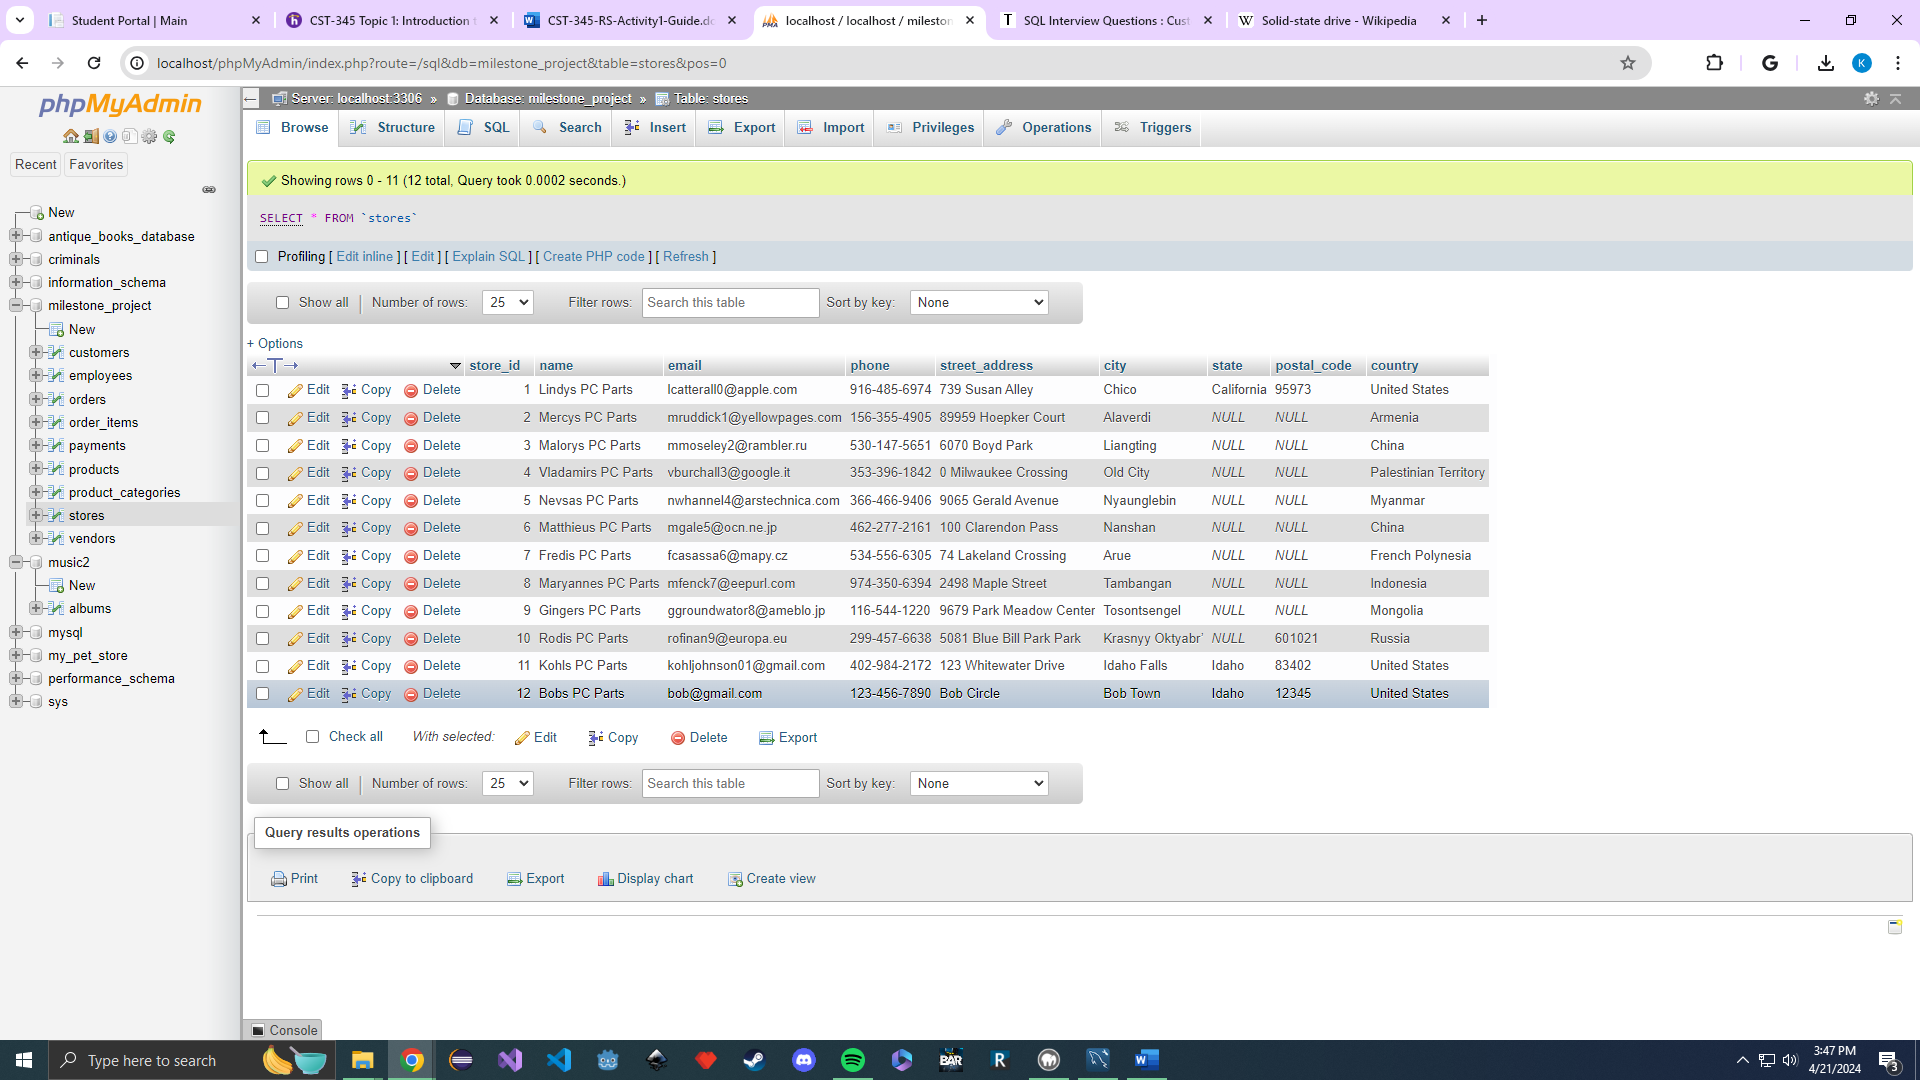 Student Portal | Main
CST-345 Topic 1: Introduction t
CST-345-RS-Activity1-Guide.do
localhost / localhost / mileston
SQL Interview Questions : Cus
Solid-state drive - Wikipedia
localhost/phpMyAdmin/index.php?route=/sql&db=milestone_project&table=stores&pos=0
K
phpMyAdmin
Recent Favorites
New
antique_books_database
criminals
information_schema
milestone_project
New
customers
employees
orders
order_items
payments
products
product_categories
stores
vendors
music2
New
albums
mysql
my_pet_store
performance_schema
sys
Server: localhost:3306 » Database: milestone_project » Table: stores
Browse Structure SQL Search Insert Export Import Privileges Operations Triggers
Showing rows 0 - 11 (12 total, Query took 0.0002 seconds.)
SELECT * FROM `stores`
Profiling [ Edit inline ] [ Edit ] [ Explain SQL ] [ Create PHP code ] [ Refresh ]
Show all | Number of rows: 25 Filter rows: Search this table Sort by key: None
+ Options
store_id name email phone street_address city state postal_code country
Edit Copy Delete 1 Lindys PC Parts lcatterall0@apple.com 916-485-6974 739 Susan Alley Chico California 95973 United States
Edit Copy Delete 2 Mercys PC Parts mruddick1@yellowpages.com 156-355-4905 89959 Hoepker Court Alaverdi NULL NULL Armenia
Edit Copy Delete 3 Malorys PC Parts mmoseley2@rambler.ru 530-147-5651 6070 Boyd Park Liangting NULL NULL China
Edit Copy Delete 4 Vladamirs PC Parts vburchall3@google.it 353-396-1842 0 Milwaukee Crossing Old City NULL NULL Palestinian Territory
Edit Copy Delete 5 Nevsas PC Parts nwhannel4@arstechnica.com 366-466-9406 9065 Gerald Avenue Nyaunglebin NULL NULL Myanmar
Edit Copy Delete 6 Matthieus PC Parts mgale5@ocn.ne.jp 462-277-2161 100 Clarendon Pass Nanshan NULL NULL China
Edit Copy Delete 7 Fredis PC Parts fcasassa6@mapy.cz 534-556-6305 74 Lakeland Crossing Arue NULL NULL French Polynesia
Edit Copy Delete 8 Maryannes PC Parts mfenck7@eepurl.com 974-350-6394 2498 Maple Street Tambangan NULL NULL Indonesia
Edit Copy Delete 9 Gingers PC Parts ggroundwator8@ameblo.jp 116-544-1220 9679 Park Meadow Center Tosontsengel NULL NULL Mongolia
Edit Copy Delete 10 Rodis PC Parts rofinan9@europa.eu 299-457-6638 5081 Blue Bill Park Park Krasnyy Oktyabr’ NULL 601021 Russia
Edit Copy Delete 11 Kohls PC Parts kohljohnson01@gmail.com 402-984-2172 123 Whitewater Drive Idaho Falls Idaho 83402 United States
Edit Copy Delete 12 Bobs PC Parts bob@gmail.com 123-456-7890 Bob Circle Bob Town Idaho 12345 United States
Check all With selected: Edit Copy Delete Export
Show all | Number of rows: 25 Filter rows: Search this table Sort by key: None
Query results operations
Print Copy to clipboard Export Display chart Create view
Console
Type here to search
BAR
3:47 PM
4/21/2024
3